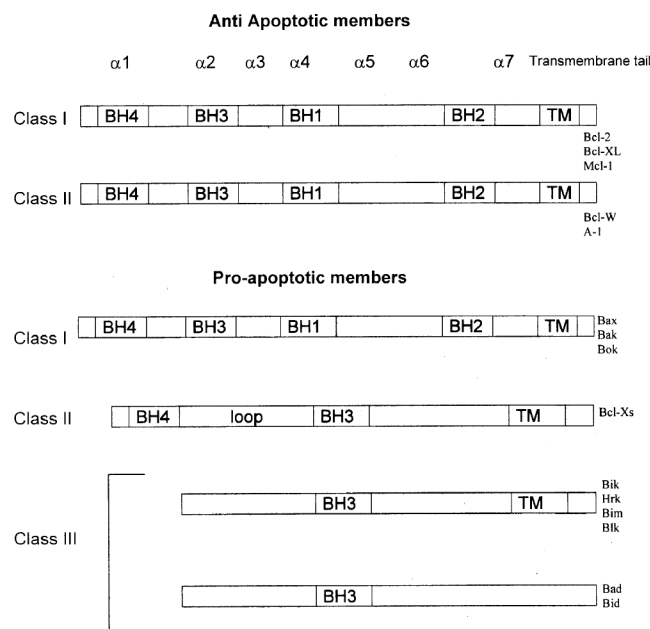 Anti Apoptotic members
α1 α2 α3 α4 α5 α6 α7 Transmembrane tail
Class I BH4 BH3 BH1 BH2 TM
Bcl-2
Bcl-XL
Mcl-1
Class II BH4 BH3 BH1 BH2 TM
Bcl-W
A-1
Pro-apoptotic members
Class I BH4 BH3 BH1 BH2 TM
Bax
Bak
Bok
Class II BH4 loop BH3 TM Bcl-Xs
Class III
BH3 TM
Bik
Hrk
Bim
Blk
BH3
Bad
Bid